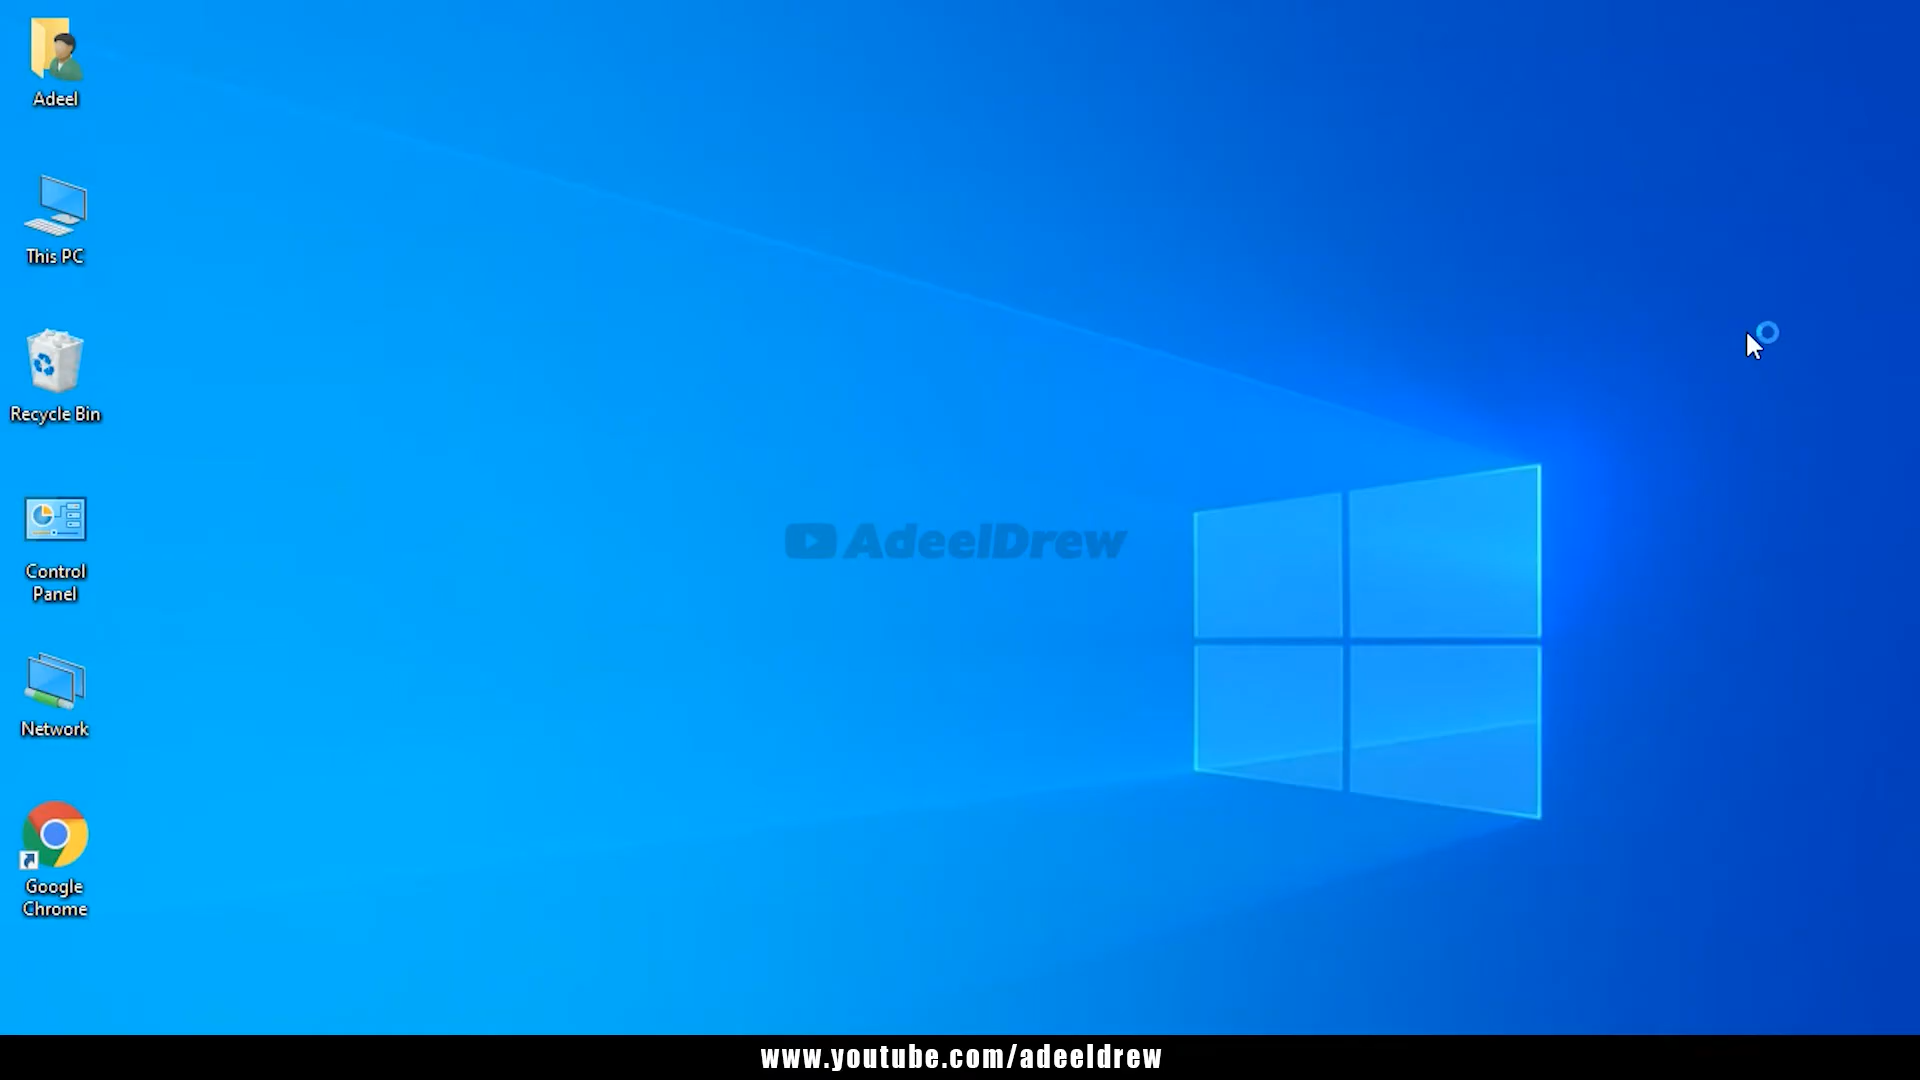 Adeel
This PC
Recycle Bin
Control
Panel
Network
Google
Chrome
AdeelDrew
www.youtube.com/adeeldrew